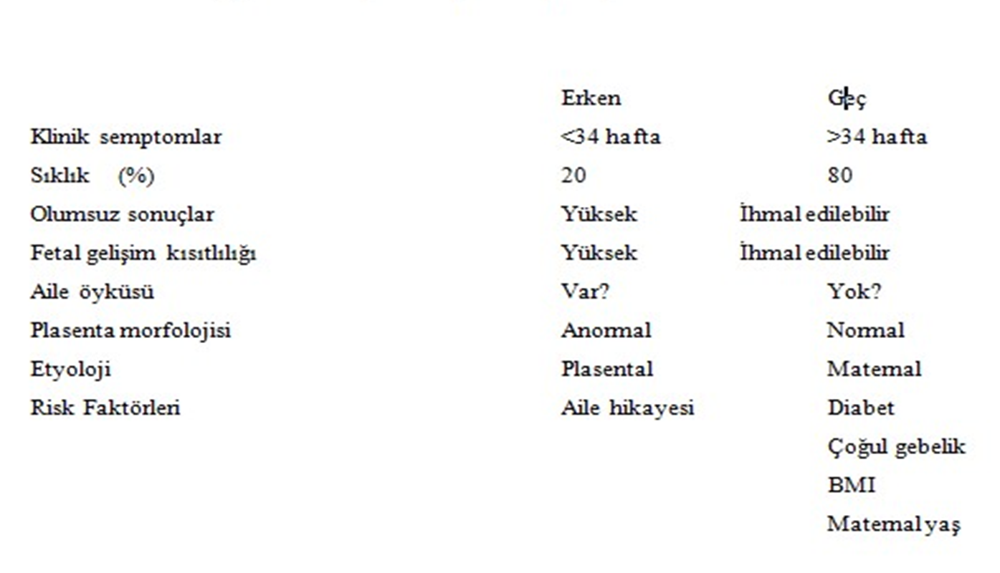 Erken Geç
Klinik semptomlar <34 hafta >34 hafta
Sıklık (%) 20 80
Olumsuz sonuçlar Yüksek İhmal edilebilir
Fetal gelişim kısıtlılığı Yüksek İhmal edilebilir
Aile öyküsü Var? Yok?
Plasenta morfolojisi Anormal Normal
Etyoloji Plasental Maternal
Risk Faktörleri Aile hikayesi Diabet
Çoğul gebelik
BMI
Maternal yaş